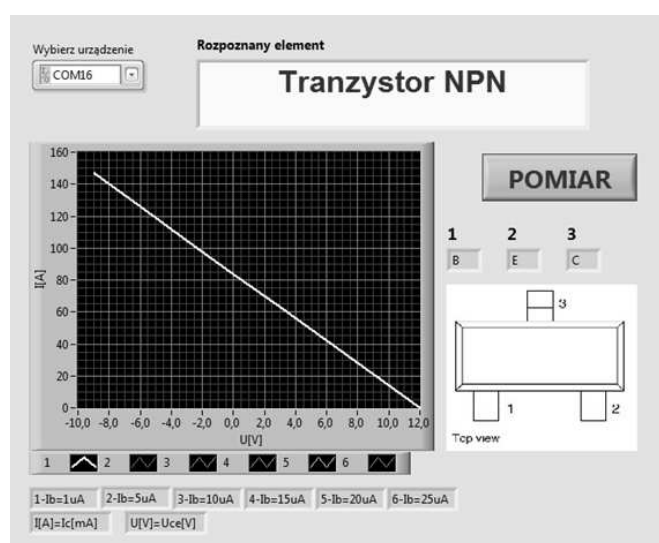 Wybierz urządzenie
COM16
Rozpoznany element
Tranzystor NPN
160
140
120
100
80
60
40
20
0
I[A]
-10,0 -8,0 -6,0 -4,0 -2,0 0,0 2,0 4,0 6,0 8,0 10,0 12,0
U[V]
1 2 3 4 5 6
1-Ib=1uA 2-Ib=5uA 3-Ib=10uA 4-Ib=15uA 5-Ib=20uA 6-Ib=25uA
I[A]=Ic[mA] U[V]=Uce[V]
POMIAR
1 2 3
B E C
3
1 2
Top view